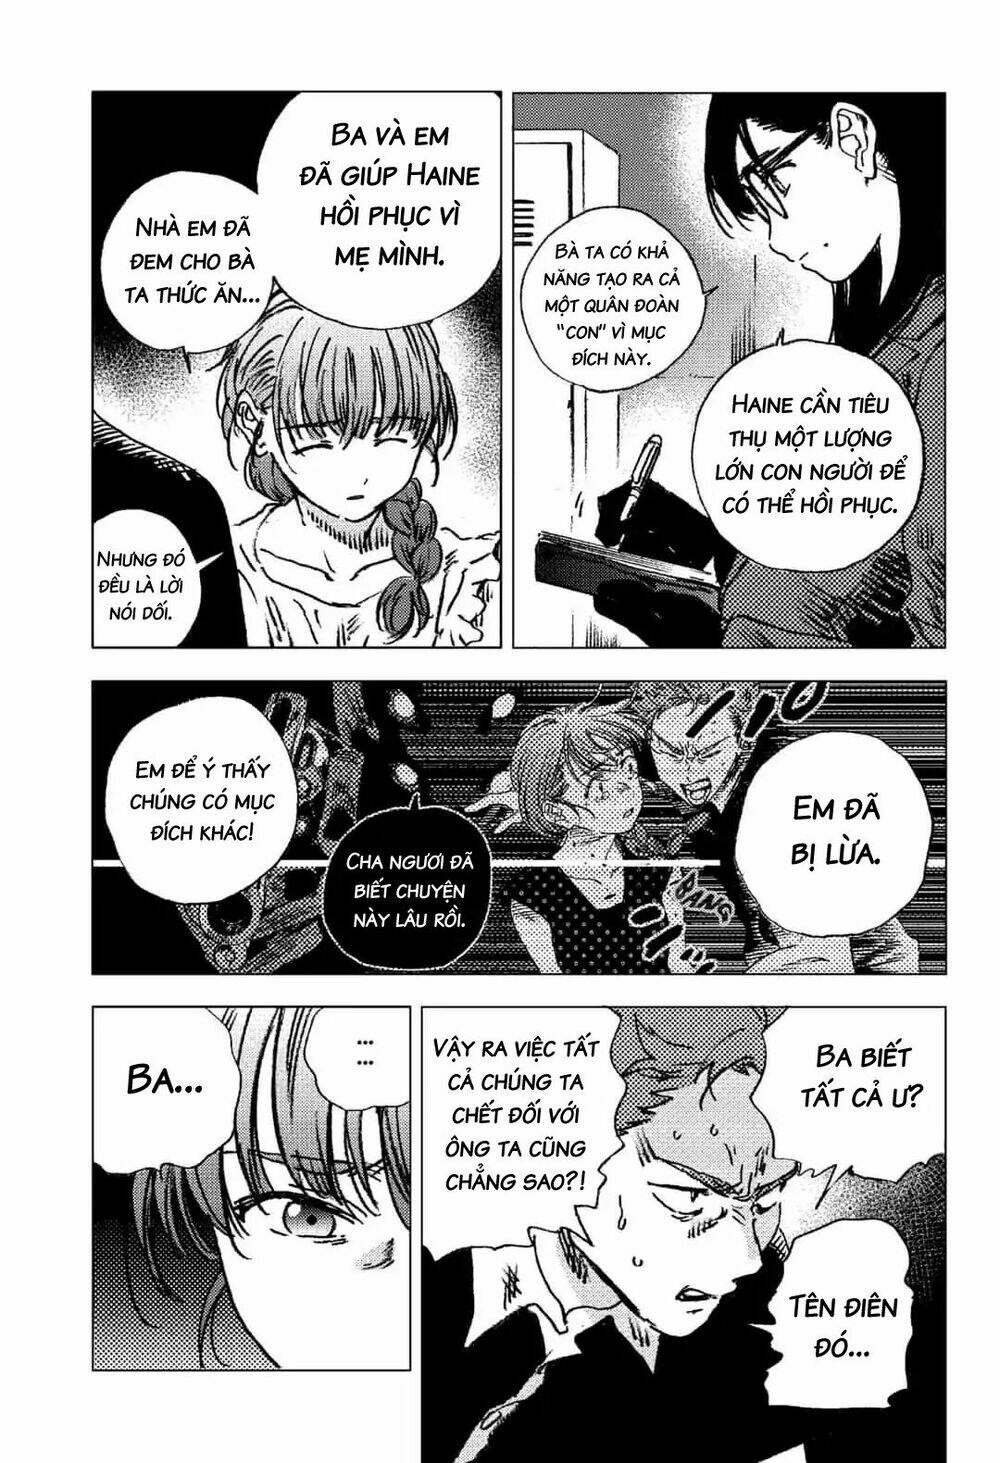 BÀ TA CÓ KHẢ
NĂNG TẠO RA CẢ
MỘT QUÂN ĐOÀN
"CON" VÌ MỤC
ĐÍCH NÀY.
HAINE CẦN TIÊU
THỤ MỘT LƯỢNG
LỚN CON NGƯỜI ĐỂ
CÓ THỂ HỒI PHỤC.
BA VÀ EM
ĐÃ GIÚP HAINE
HỒI PHỤC VÌ
MẸ MÌNH.
NHÀ EM ĐÃ
ĐEM CHO BÀ
TA THỨC ĂN...
NHƯNG ĐÓ
ĐỀU LÀ LỜI
NÓI DỐI.
EM ĐÃ
BỊ LỪA.
BANG
CHA NGƯƠI ĐÃ
BIẾT CHUYỆN
NÀY LÂU RỒI.
EM ĐỂ Ý THẤY
CHÚNG CÓ MỤC
ĐÍCH KHÁC!
BA BIẾT
TẤT CẢ Ư?
VẬY RA VIỆC TẤT
CẢ CHÚNG TA
CHẾT ĐỐI VỚI
ÔNG TA CŨNG
CHẲNG SAO?!
TÊN ĐIÊN
ĐÓ...
...
...
BA...